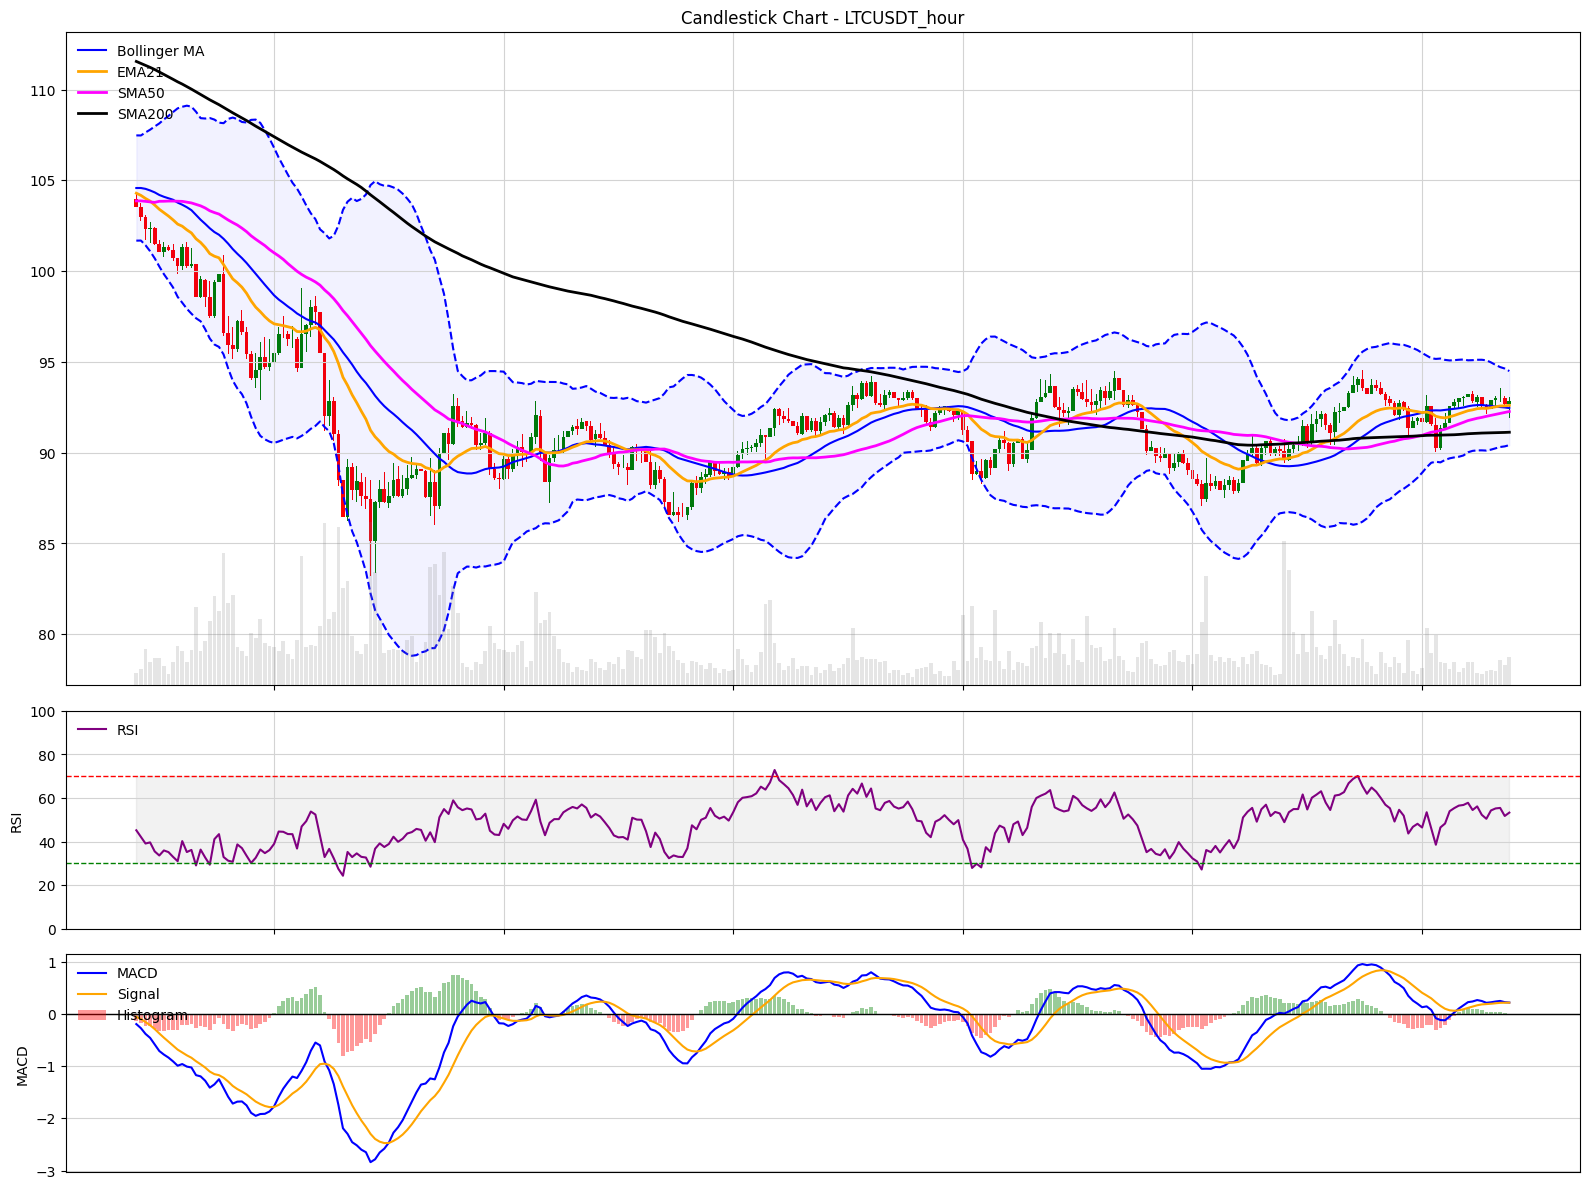 Candlestick Chart - LTCUSDT_hour
Bollinger MA
EMA21
SMA50
SMA200
110
105
100
95
90
85
80
RSI
100
80
60
40
20
0
RSI
MACD
Signal
Histogram
1
0
−1
−2
−3
MACD